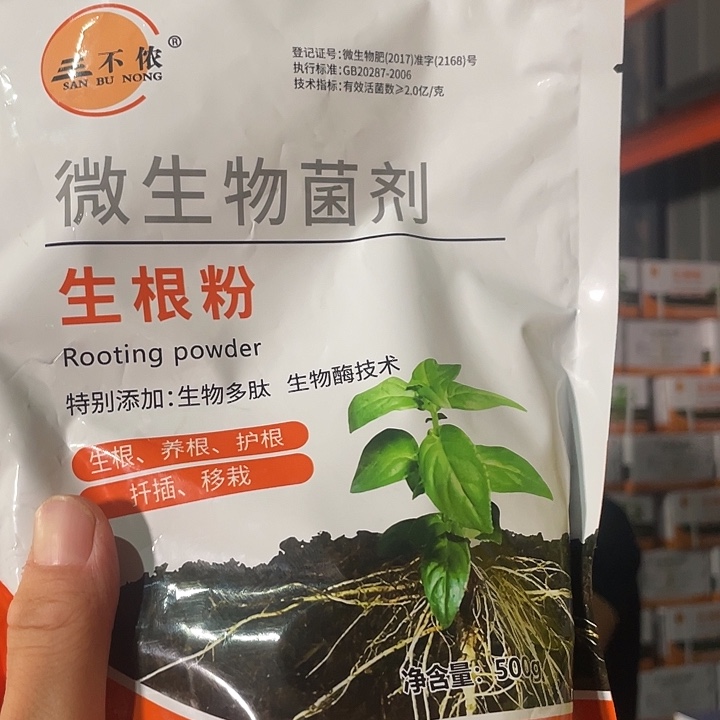 三不侬®
SAN BU NONG
登记证号:微生物肥(2017)准字(2168)号
执行标准:GB20287-2006
技术指标:有效活菌数≥2.0亿/克
微生物菌剂
生根粉
Rooting powder
特别添加:生物多肽 生物酶技术
生根、养根、护根
扦插、移栽
净含量:500g